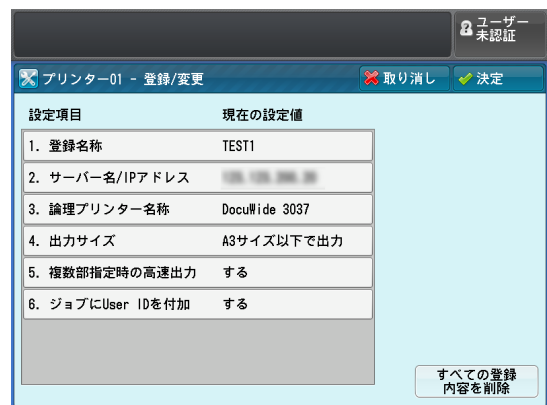 ユーザー
未認証
プリンター01 - 登録/変更
取り消し
決定
設定項目 現在の設定値
1. 登録名称 TEST1
2. サーバー名/IPアドレス
3. 論理プリンター名称 DocuWide 3037
4. 出力サイズ A3サイズ以下で出力
5. 複数部指定時の高速出力 する
6. ジョブにUser IDを付加 する
すべての登録
内容を削除